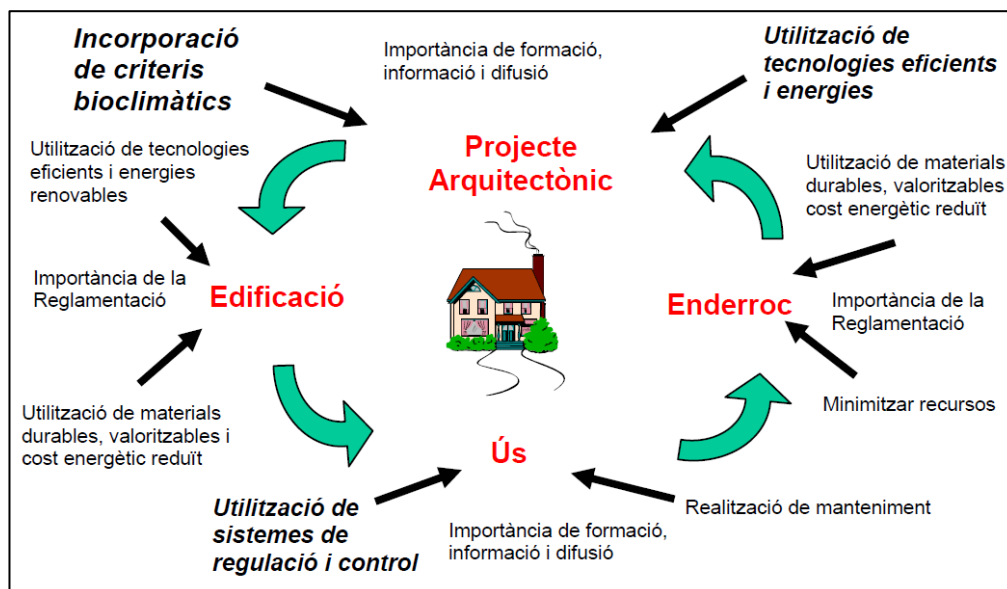 Incorporació
de criteris
bioclimàtics
Importància de formació,
informació i difusió
Utilització de
tecnologies eficients
i energies
Projecte
Arquitectònic
Utilització de tecnologies
eficients i energies
renovables
Utilització de materials
durables, valoritzables
cost energètic reduït
Importància de la
Reglamentació
Edificació
Enderroc
Importància de la
Reglamentació
Utilització de materials
durables, valoritzables i
cost energètic reduït
Minimitzar recursos
Ús
Utilització de
sistemes de
regulació i control
Importància de formació,
informació i difusió
Realització de manteniment